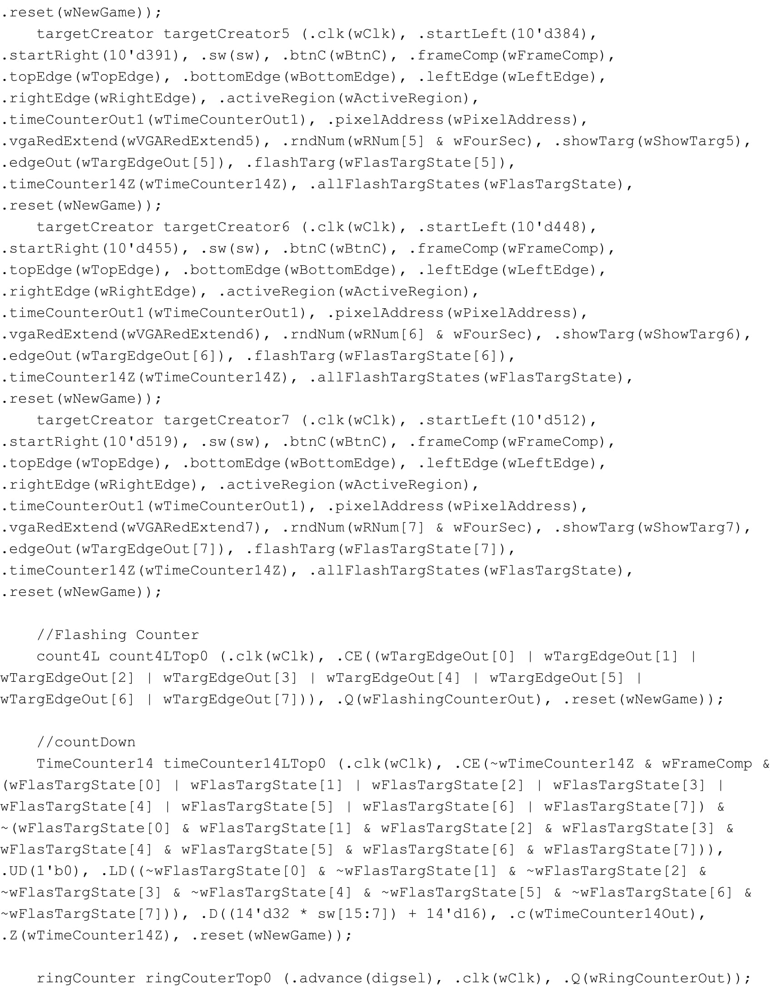 .reset(wNewGame));
    targetCreator targetCreator5 (.clk(wClk), .startLeft(10'd384),
.startRight(10'd391), .sw(sw), .btnC(wBtnC), .frameComp(wFrameComp),
.topEdge(wTopEdge), .bottomEdge(wBottomEdge), .leftEdge(wLeftEdge),
.rightEdge(wRightEdge), .activeRegion(wActiveRegion),
.timeCounterOut1(wTimeCounterOut1), .pixelAddress(wPixelAddress),
.vgaRedExtend(wVGARedExtend5), .rndNum(wRNum[5] & wFourSec), .showTarg(wShowTarg5),
.edgeOut(wTargEdgeOut[5]), .flashTarg(wFlasTargState[5]),
.timeCounter14Z(wTimeCounter14Z), .allFlashTargStates(wFlasTargState),
.reset(wNewGame));
    targetCreator targetCreator6 (.clk(wClk), .startLeft(10'd448),
.startRight(10'd455), .sw(sw), .btnC(wBtnC), .frameComp(wFrameComp),
.topEdge(wTopEdge), .bottomEdge(wBottomEdge), .leftEdge(wLeftEdge),
.rightEdge(wRightEdge), .activeRegion(wActiveRegion),
.timeCounterOut1(wTimeCounterOut1), .pixelAddress(wPixelAddress),
.vgaRedExtend(wVGARedExtend6), .rndNum(wRNum[6] & wFourSec), .showTarg(wShowTarg6),
.edgeOut(wTargEdgeOut[6]), .flashTarg(wFlasTargState[6]),
.timeCounter14Z(wTimeCounter14Z), .allFlashTargStates(wFlasTargState),
.reset(wNewGame));
    targetCreator targetCreator7 (.clk(wClk), .startLeft(10'd512),
.startRight(10'd519), .sw(sw), .btnC(wBtnC), .frameComp(wFrameComp),
.topEdge(wTopEdge), .bottomEdge(wBottomEdge), .leftEdge(wLeftEdge),
.rightEdge(wRightEdge), .activeRegion(wActiveRegion),
.timeCounterOut1(wTimeCounterOut1), .pixelAddress(wPixelAddress),
.vgaRedExtend(wVGARedExtend7), .rndNum(wRNum[7] & wFourSec), .showTarg(wShowTarg7),
.edgeOut(wTargEdgeOut[7]), .flashTarg(wFlasTargState[7]),
.timeCounter14Z(wTimeCounter14Z), .allFlashTargStates(wFlasTargState),
.reset(wNewGame));

    //Flashing Counter
    count4L count4LTop0 (.clk(wClk), .CE((wTargEdgeOut[0] | wTargEdgeOut[1] |
wTargEdgeOut[2] | wTargEdgeOut[3] | wTargEdgeOut[4] | wTargEdgeOut[5] |
wTargEdgeOut[6] | wTargEdgeOut[7])), .Q(wFlashingCounterOut), .reset(wNewGame));

    //countDown
    TimeCounter14 timeCounter14LTop0 (.clk(wClk), .CE(~wTimeCounter14Z & wFrameComp &
(wFlasTargState[0] | wFlasTargState[1] | wFlasTargState[2] | wFlasTargState[3] |
wFlasTargState[4] | wFlasTargState[5] | wFlasTargState[6] | wFlasTargState[7]) &
~(wFlasTargState[0] & wFlasTargState[1] & wFlasTargState[2] & wFlasTargState[3] &
wFlasTargState[4] & wFlasTargState[5] & wFlasTargState[6] & wFlasTargState[7])),
.UD(1'b0), .LD((~wFlasTargState[0] & ~wFlasTargState[1] & ~wFlasTargState[2] &
~wFlasTargState[3] & ~wFlasTargState[4] & ~wFlasTargState[5] & ~wFlasTargState[6] &
~wFlasTargState[7])), .D((14'd32 * sw[15:7]) + 14'd16), .c(wTimeCounter14Out),
.Z(wTimeCounter14Z), .reset(wNewGame));

    ringCounter ringCouterTop0 (.advance(digsel), .clk(wClk), .Q(wRingCounterOut));